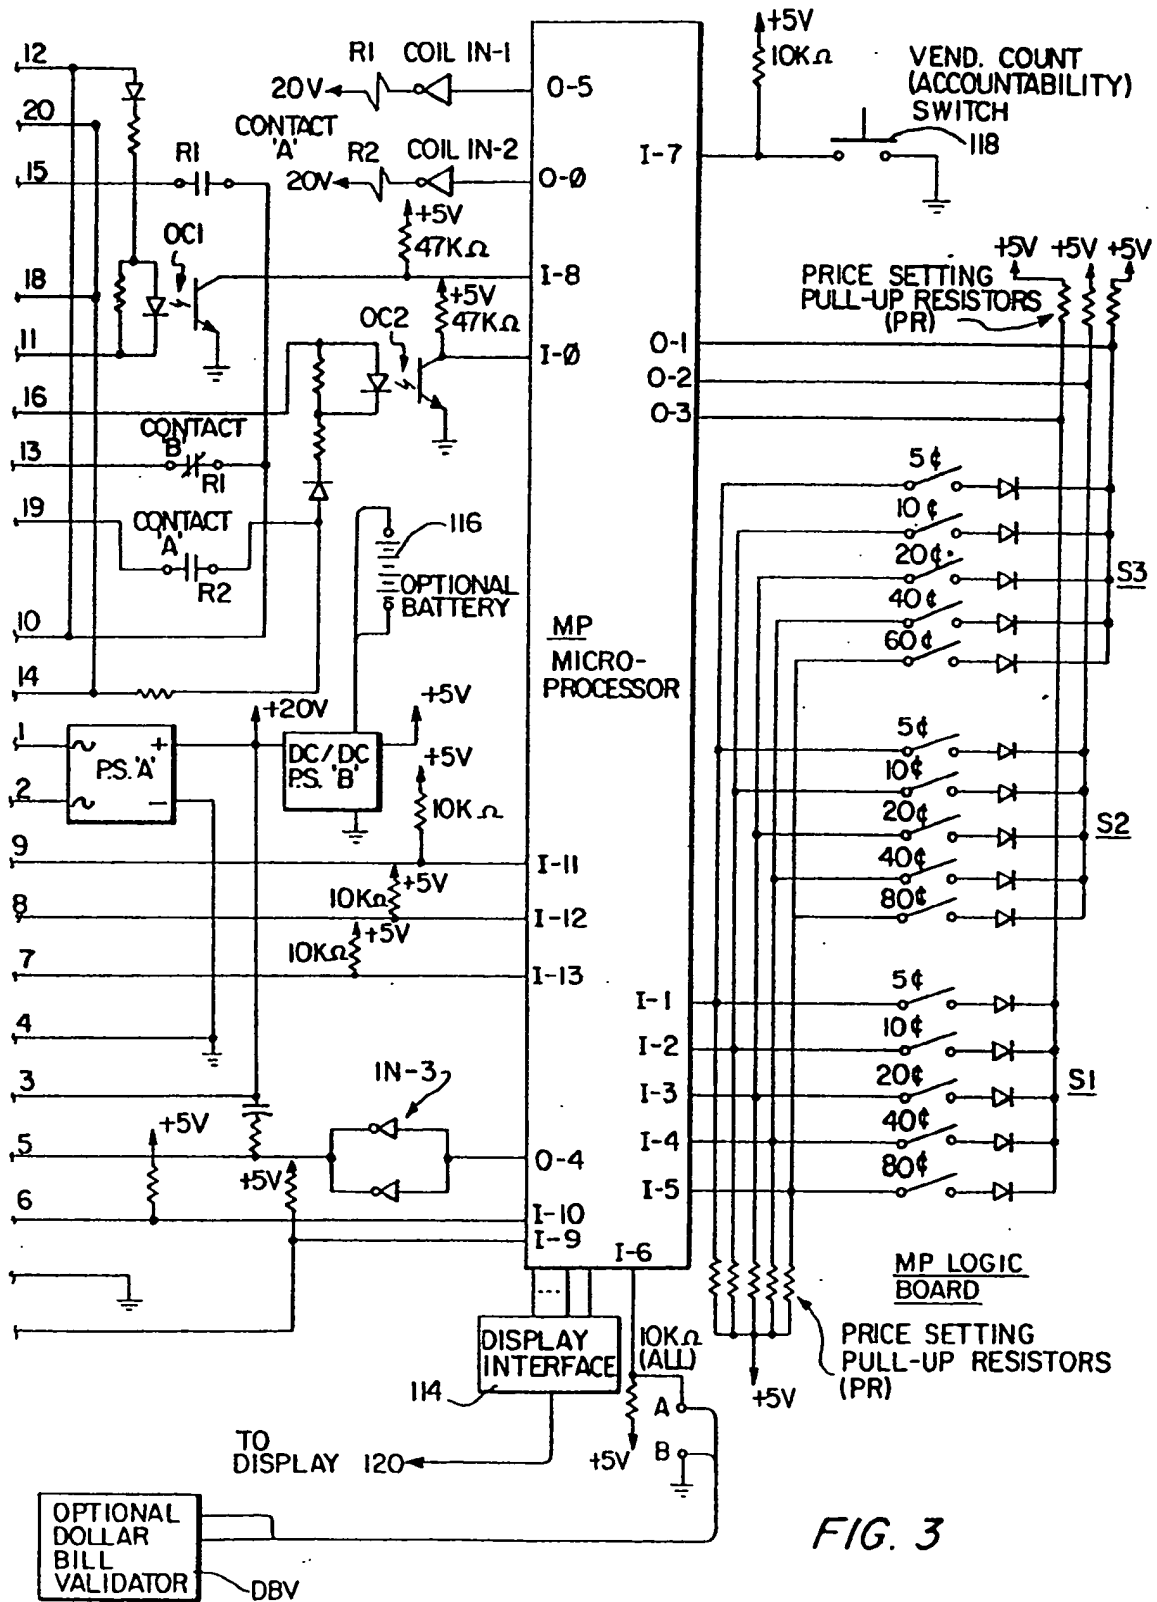 +5V
10KΩ
VEND. COUNT
(ACCOUNTABILITY)
SWITCH
118
12
R1 COIL IN-1
20V
O-5
20
CONTACT
'A'
R2 COIL IN-2
20V
O-0
I-7
15
R1
+5V
47KΩ
OC1
I-8
18
+5V
47KΩ
OC2
11
I-0
16
+5V +5V +5V
PRICE SETTING
PULL-UP RESISTORS
(PR)
O-1
O-2
O-3
CONTACT
'B'
13
R1
19
CONTACT
'A'
R2
116
OPTIONAL
BATTERY
10
14
MP
MICRO-
PROCESSOR
5¢
10¢
20¢
40¢
60¢
S3
+20V
+5V
1
2
P.S. 'A'
+
−
DC/DC
P.S. 'B'
+5V
10KΩ
9
I-11
+5V
10KΩ
8
I-12
+5V
10KΩ
7
I-13
5¢
10¢
20¢
40¢
80¢
S2
4
3
I-1
I-2
I-3
I-4
I-5
5¢
10¢
20¢
40¢
80¢
S1
IN-3
+5V
5
O-4
+5V
6
I-10
I-9
I-6
MP LOGIC
BOARD
...
DISPLAY
INTERFACE
114
10KΩ
(ALL)
A
B
+5V
+5V
PRICE SETTING
PULL-UP RESISTORS
(PR)
TO
DISPLAY 120
OPTIONAL
DOLLAR
BILL
VALIDATOR
DBV
FIG. 3